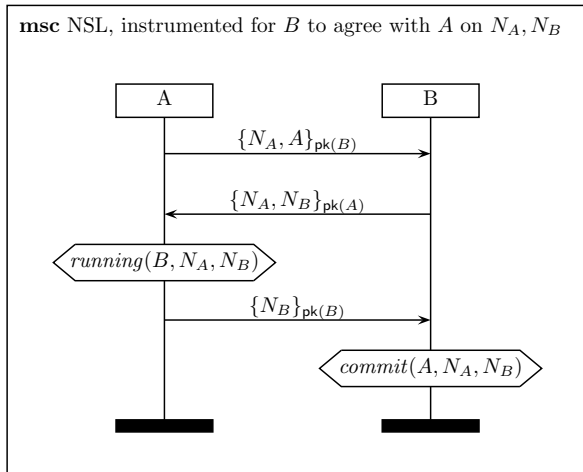 msc NSL, instrumented for B to agree with A on N_A, N_B
A
B
{N_A, A}_pk(B)
{N_A, N_B}_pk(A)
running(B, N_A, N_B)
{N_B}_pk(B)
commit(A, N_A, N_B)